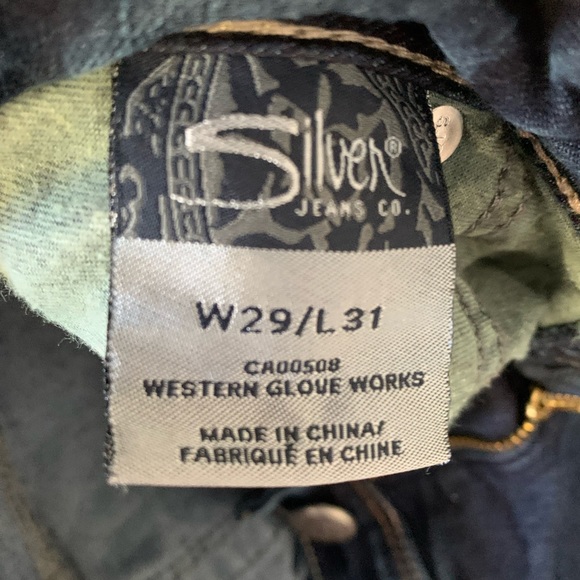 Silver®
JEANS CO.
W29/L31
CA00508
WESTERN GLOVE WORKS
MADE IN CHINA/
FABRIQUÉ EN CHINE